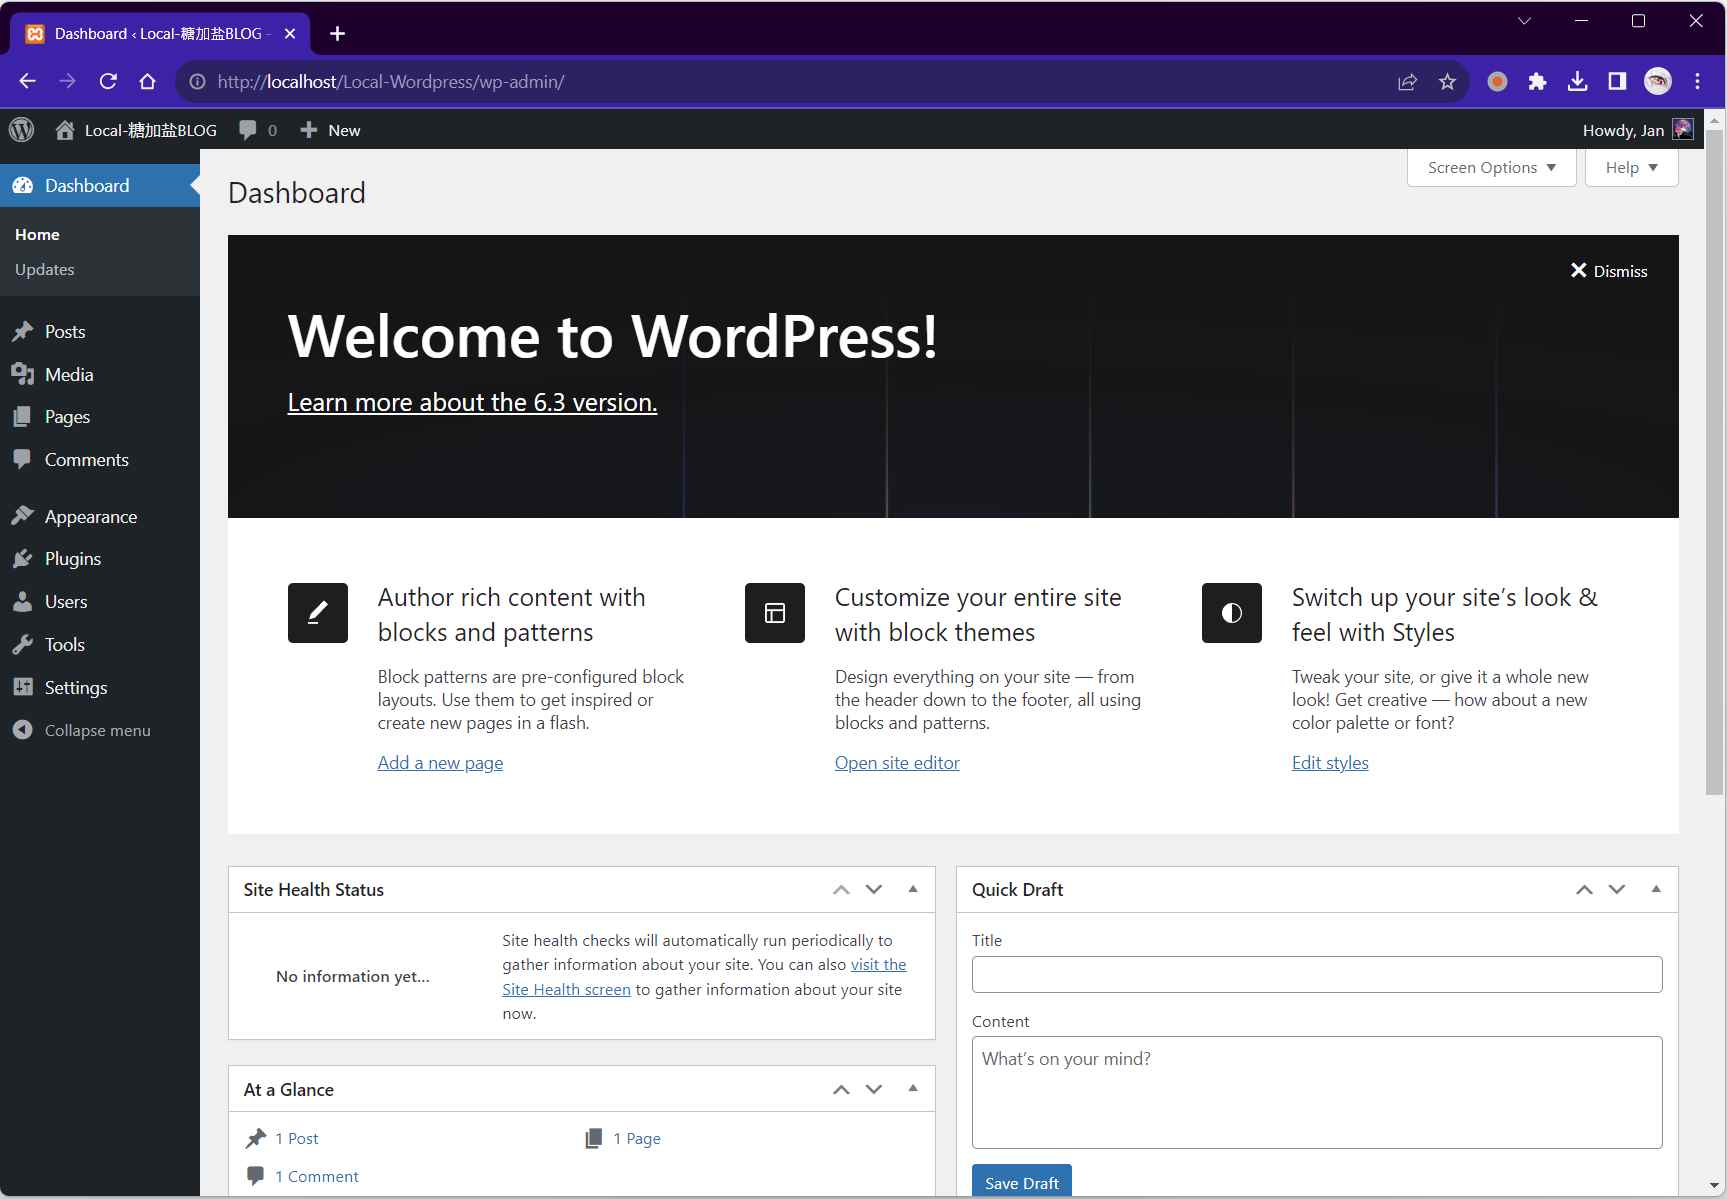 Dashboard ‹ Local-糖加盐BLOG -
http://localhost/Local-Wordpress/wp-admin/
Local-糖加盐BLOG
0
New
Howdy, Jan
Dashboard
Home
Updates
Posts
Media
Pages
Comments
Appearance
Plugins
Users
Tools
Settings
Collapse menu
Screen Options
Help
Dashboard
Dismiss
Welcome to WordPress!
Learn more about the 6.3 version.
Author rich content with
blocks and patterns
Block patterns are pre-configured block
layouts. Use them to get inspired or
create new pages in a flash.
Add a new page
Customize your entire site
with block themes
Design everything on your site — from
the header down to the footer, all using
blocks and patterns.
Open site editor
Switch up your site’s look &
feel with Styles
Tweak your site, or give it a whole new
look! Get creative — how about a new
color palette or font?
Edit styles
Site Health Status
No information yet…
Site health checks will automatically run periodically to
gather information about your site. You can also visit the
Site Health screen to gather information about your site
now.
At a Glance
1 Post
1 Page
1 Comment
Quick Draft
Title
Content
What’s on your mind?
Save Draft